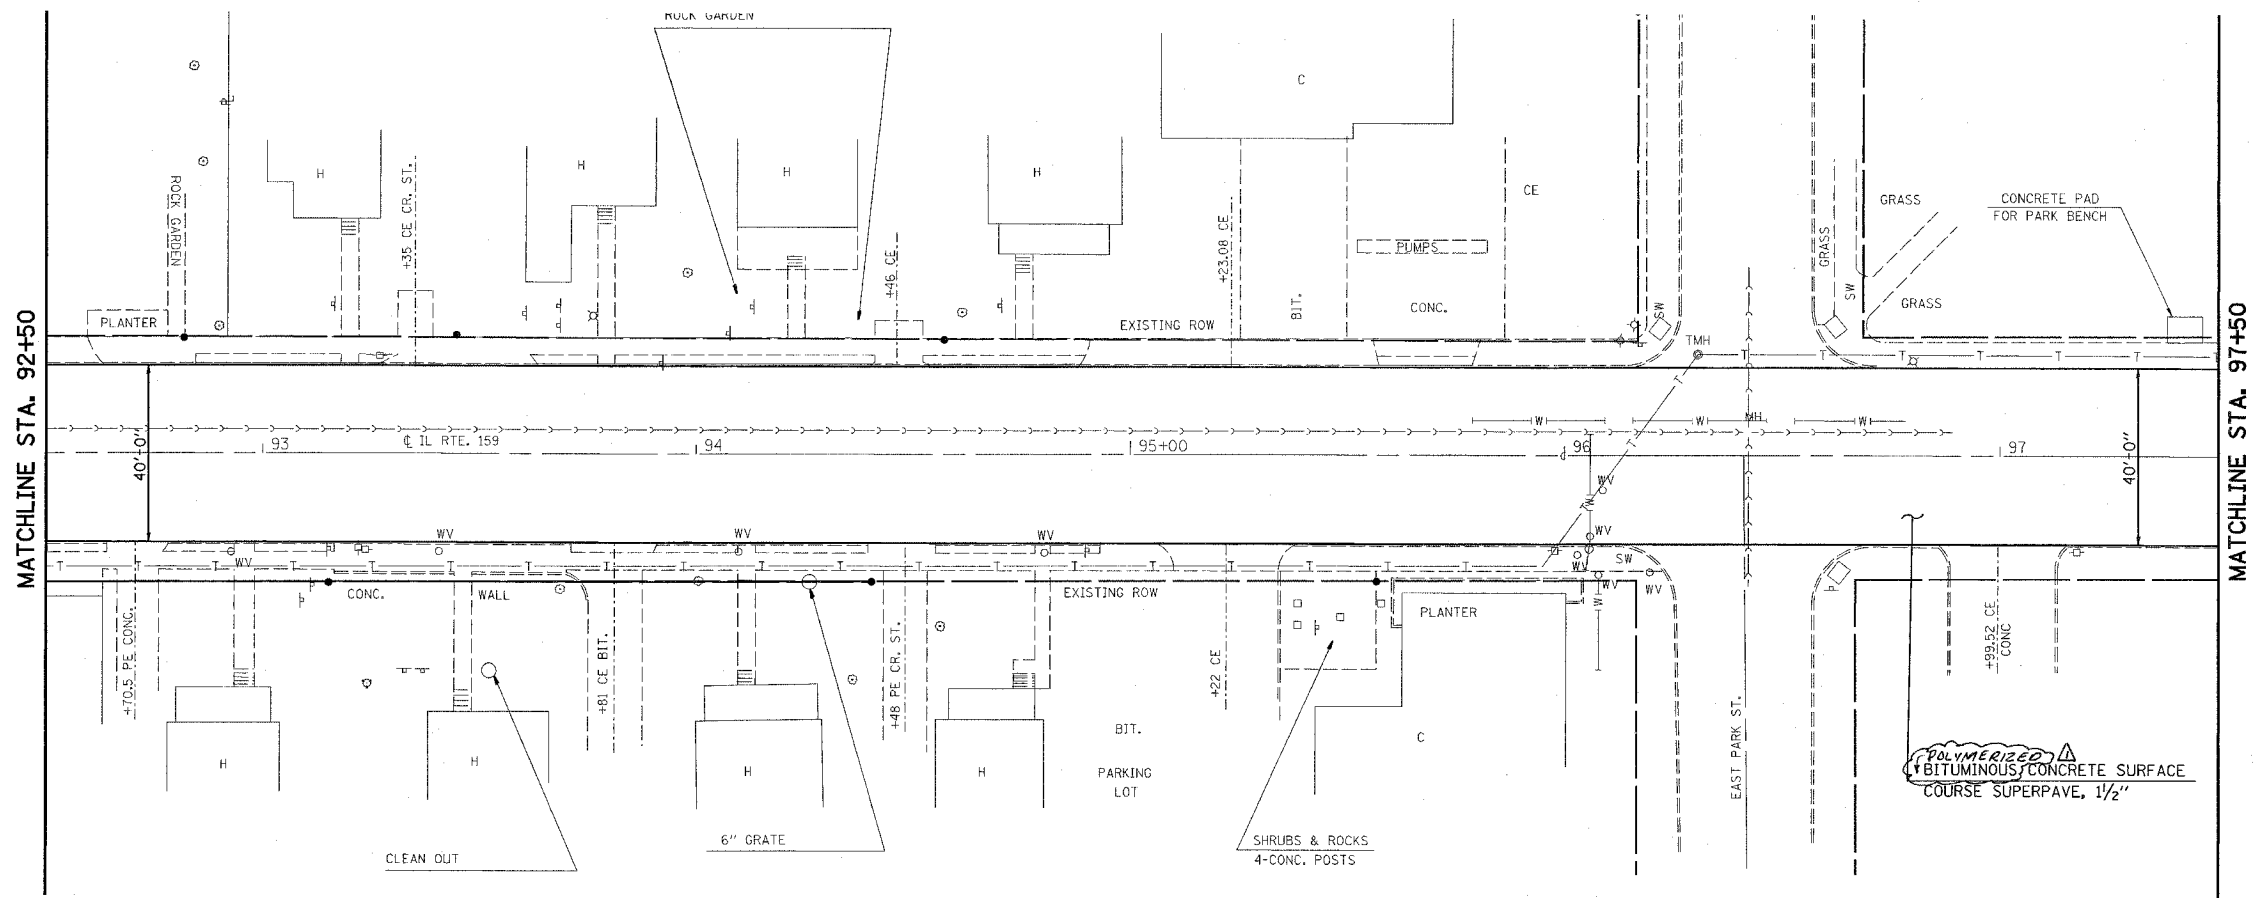 ROCK GARDEN
C
H
H
H
H
ROCK GARDEN
+35 CE CR. ST.
+46 CE
+23.08 CE
CE
PUMPS
BIT.
CONC.
SW
GRASS
GRASS
SW
GRASS
CONCRETE PAD
FOR PARK BENCH
PLANTER
EXISTING ROW
TMH
T T T T T T
MATCHLINE STA. 92+50
MATCHLINE STA. 97+50
40'-0"
40'-0"
℄ IL RTE. 159
93
94
95+00
96
97
W W W
MH
T
T
W
WV
WV
WV
WV
WV
WV
WV
WV
WV
SW
T T T T T T T T T T T T T T T T T T T
W
CONC. WALL
EXISTING ROW
PLANTER
+70.5 PE CONC.
+81 CE BIT.
+48 PE CR. ST.
+22 CE
+99.52 CE
CONC
EAST PARK ST.
H
H
H
H
BIT.
PARKING
LOT
C
CLEAN OUT
6" GRATE
SHRUBS & ROCKS
4-CONC. POSTS
POLYMERIZED 1
BITUMINOUS CONCRETE SURFACE
COURSE SUPERPAVE, 1½"